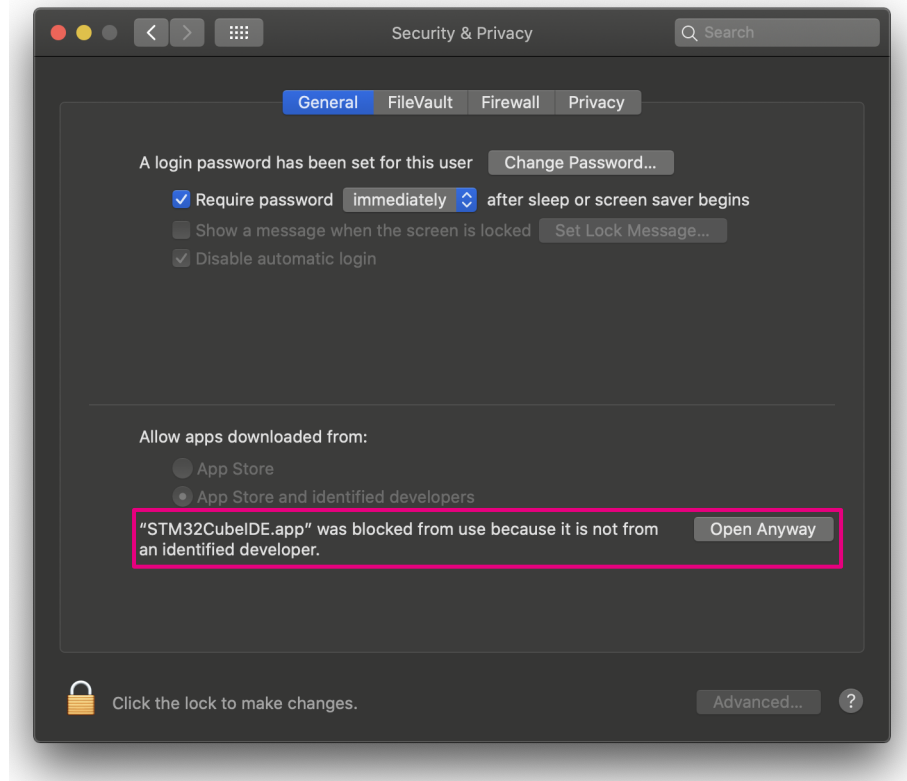 Security & Privacy
Search
General
FileVault
Firewall
Privacy
A login password has been set for this user
Change Password...
Require password
immediately
after sleep or screen saver begins
Show a message when the screen is locked
Set Lock Message...
Disable automatic login
Allow apps downloaded from:
App Store
App Store and identified developers
“STM32CubeIDE.app” was blocked from use because it is not from
an identified developer.
Open Anyway
Click the lock to make changes.
Advanced...
?